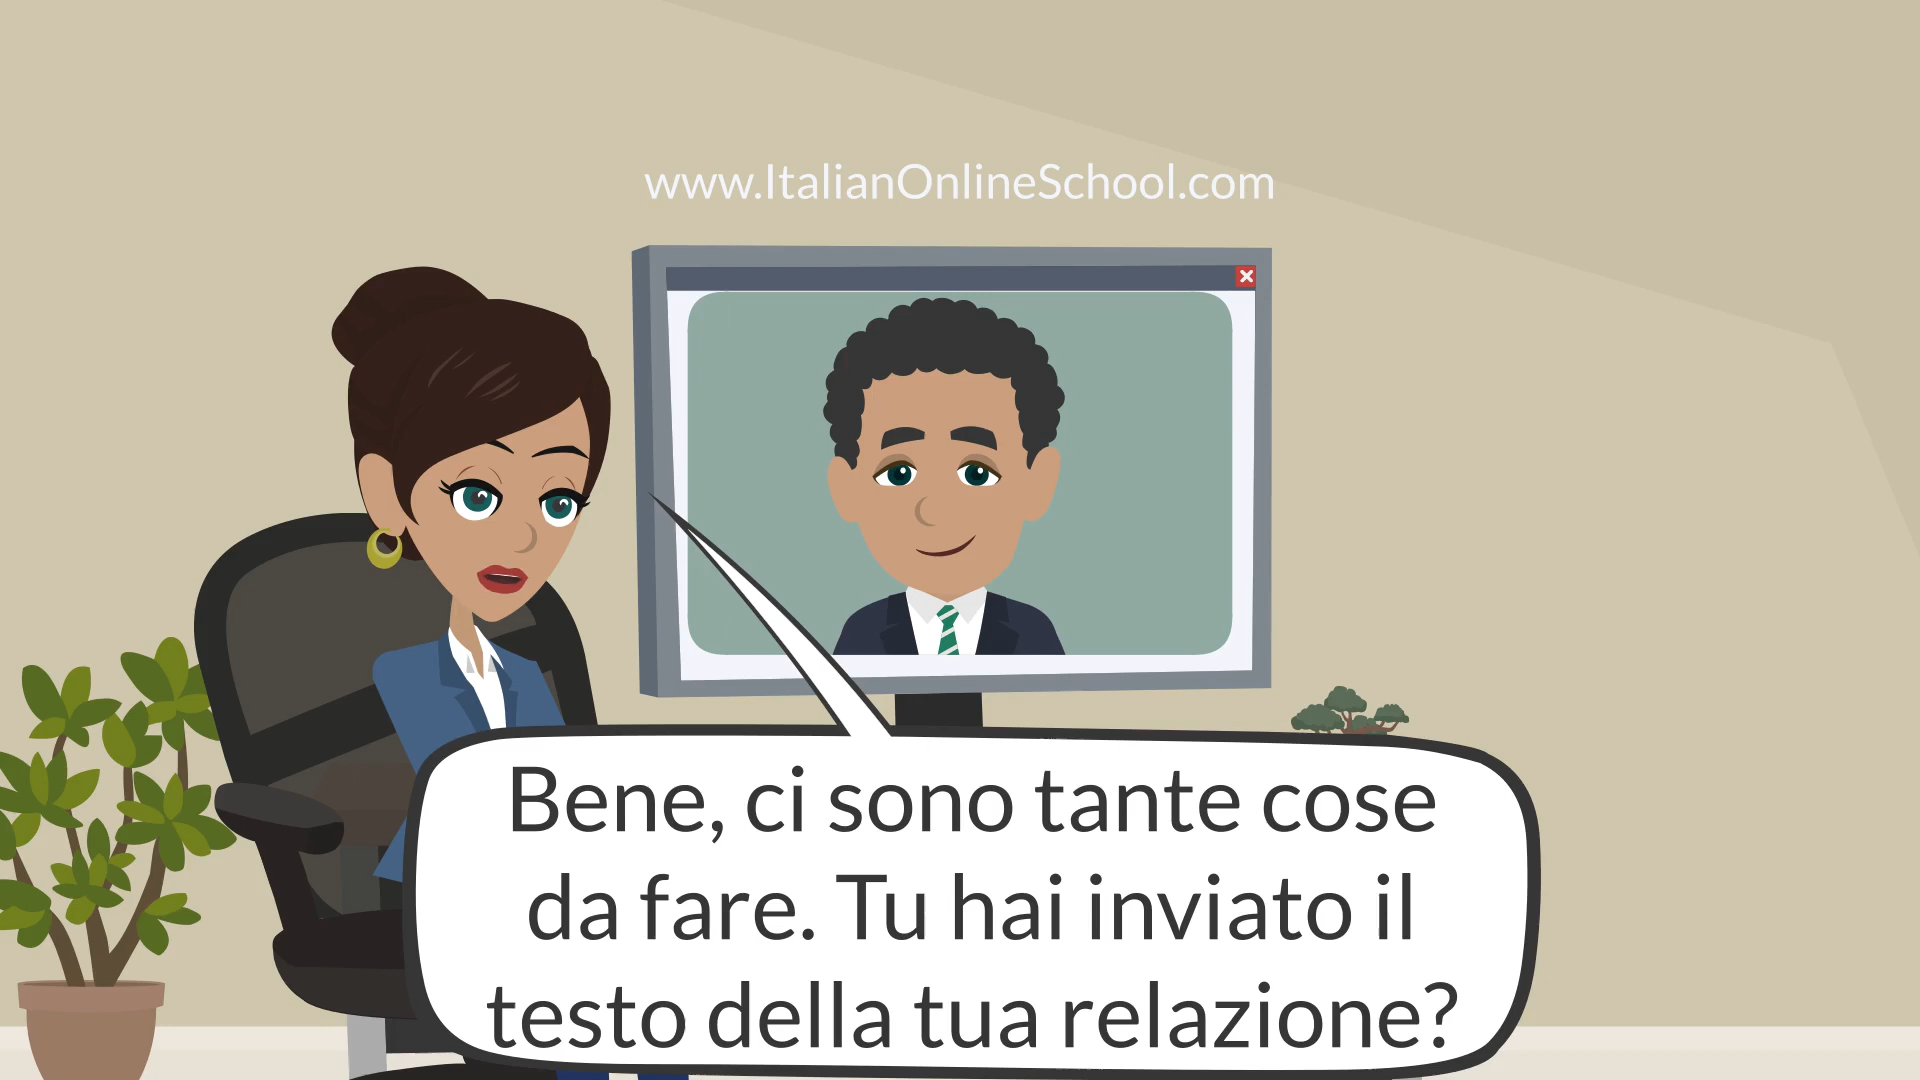 www.ItalianOnlineSchool.com
Bene, ci sono tante cose
da fare. Tu hai inviato il
testo della tua relazione?